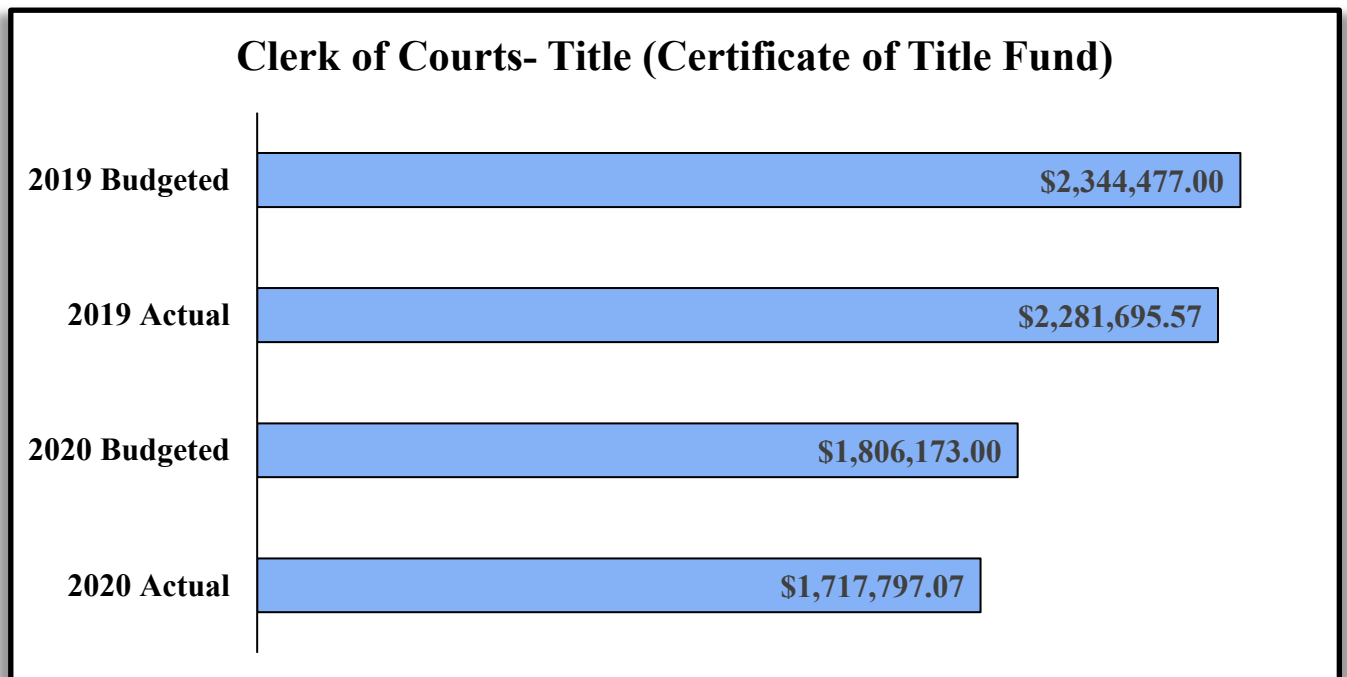 Clerk of Courts- Title (Certificate of Title Fund)
2019 Budgeted
$2,344,477.00
2019 Actual
$2,281,695.57
2020 Budgeted
$1,806,173.00
2020 Actual
$1,717,797.07